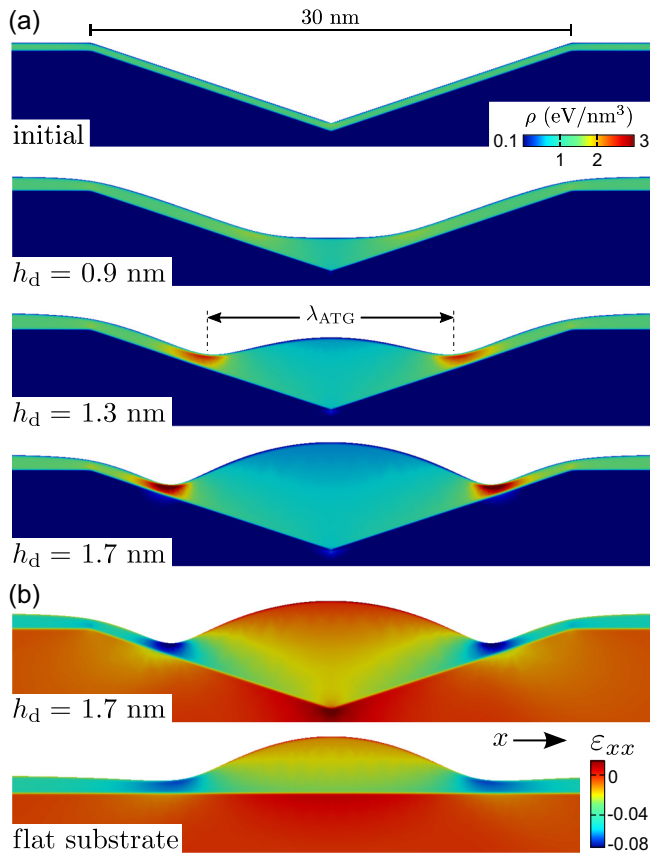 (a)
30 nm
initial
ρ (eV/nm³)
0.1 3
1 2
h_d = 0.9 nm
λ_ATG
h_d = 1.3 nm
h_d = 1.7 nm
(b)
h_d = 1.7 nm
x
ε_xx
0
-0.04
-0.08
flat substrate